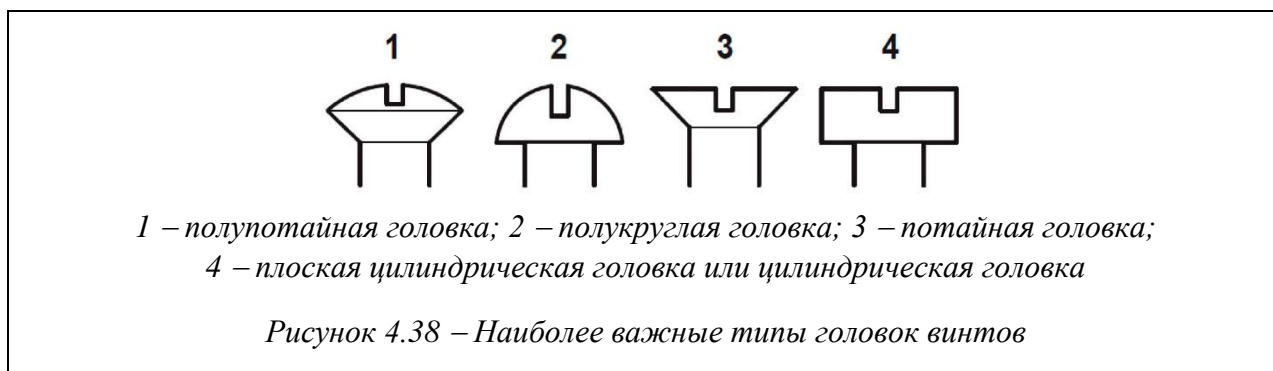 1 2 3 4
1 – полупотайная головка; 2 – полукруглая головка; 3 – потайная головка;
4 – плоская цилиндрическая головка или цилиндрическая головка
Рисунок 4.38 – Наиболее важные типы головок винтов